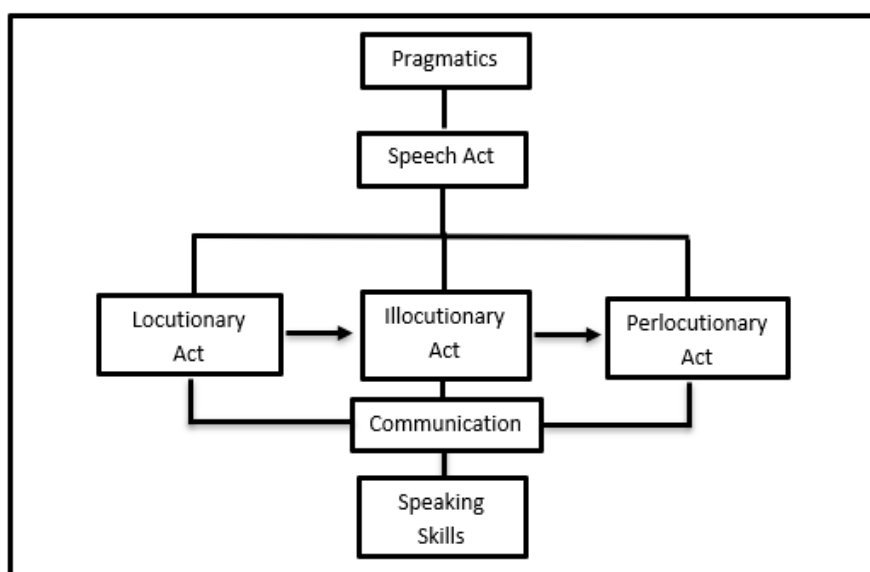 Pragmatics
Speech Act
Locutionary
Act
Illocutionary
Act
Perlocutionary
Act
Communication
Speaking
Skills